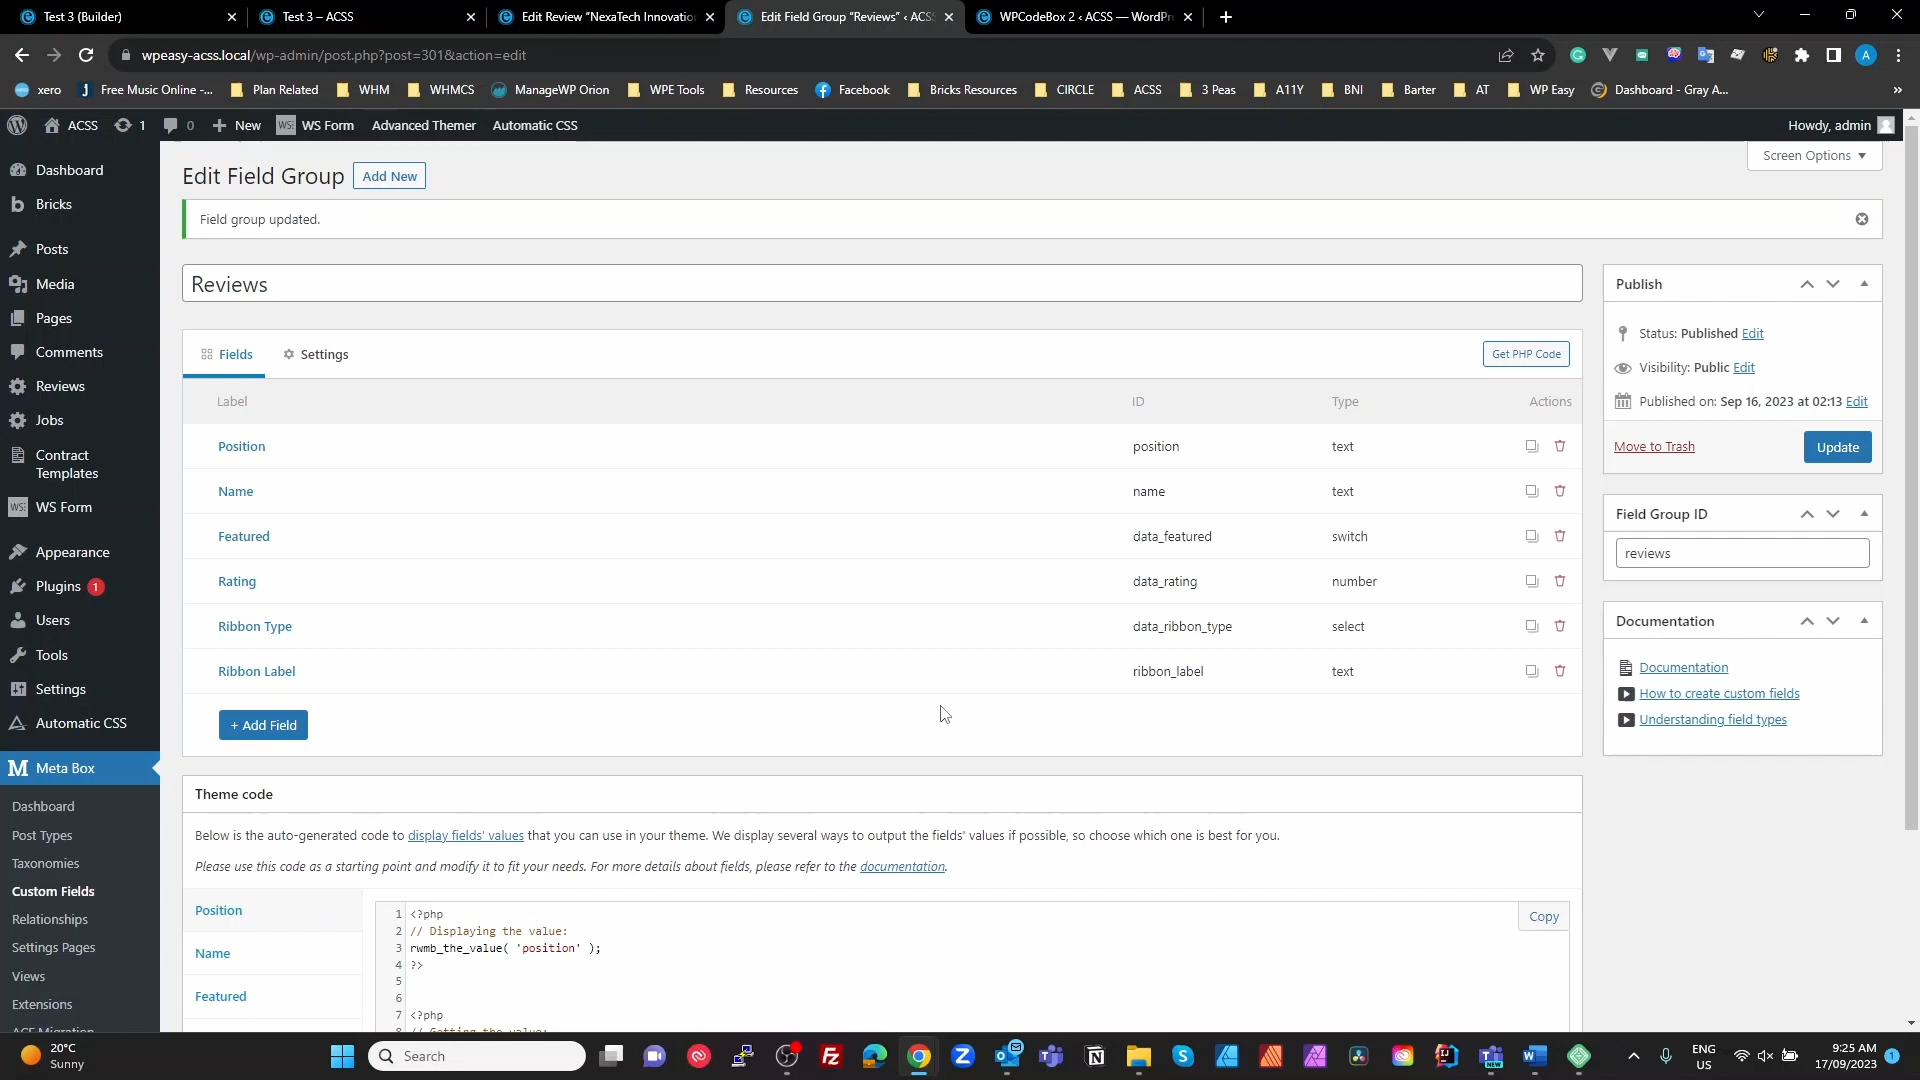 Test 3 (Builder)
Test 3 – ACSS
Edit Review "NexaTech Innovatio
Edit Field Group "Reviews" ‹ ACS
WPCodeBox 2 ‹ ACSS — WordPr
wpeasy-acss.local/wp-admin/post.php?post=301&action=edit
xero
Free Music Online -...
Plan Related
WHM
WHMCS
ManageWP Orion
WPE Tools
Resources
Facebook
Bricks Resources
CIRCLE
ACSS
3 Peas
A11Y
BNI
Barter
AT
WP Easy
Dashboard - Gray A...
ACSS
1
0
New
WS Form
Advanced Themer
Automatic CSS
Howdy, admin
Dashboard
Bricks
Posts
Media
Pages
Comments
Reviews
Jobs
Contract
Templates
WS Form
Appearance
Plugins 1
Users
Tools
Settings
Automatic CSS
Meta Box
Dashboard
Post Types
Taxonomies
Custom Fields
Relationships
Settings Pages
Views
Extensions
ACF Migration
Screen Options
Edit Field Group
Add New
Field group updated.
Reviews
Fields
Settings
Get PHP Code
Label ID Type Actions
Position position text
Name name text
Featured data_featured switch
Rating data_rating number
Ribbon Type data_ribbon_type select
Ribbon Label ribbon_label text
+ Add Field
Theme code
Below is the auto-generated code to display fields' values that you can use in your theme. We display several ways to output the fields' values if possible, so choose which one is best for you.
Please use this code as a starting point and modify it to fit your needs. For more details about fields, please refer to the documentation.
Position
Name
Featured
1 <?php
2 // Displaying the value:
3 rwmb_the_value( 'position' );
4 ?>
5
6
7 <?php
8 // Getting the value:
Copy
Publish
Status: Published Edit
Visibility: Public Edit
Published on: Sep 16, 2023 at 02:13 Edit
Move to Trash
Update
Field Group ID
reviews
Documentation
Documentation
How to create custom fields
Understanding field types
20°C
Sunny
Search
ENG
US
9:25 AM
17/09/2023